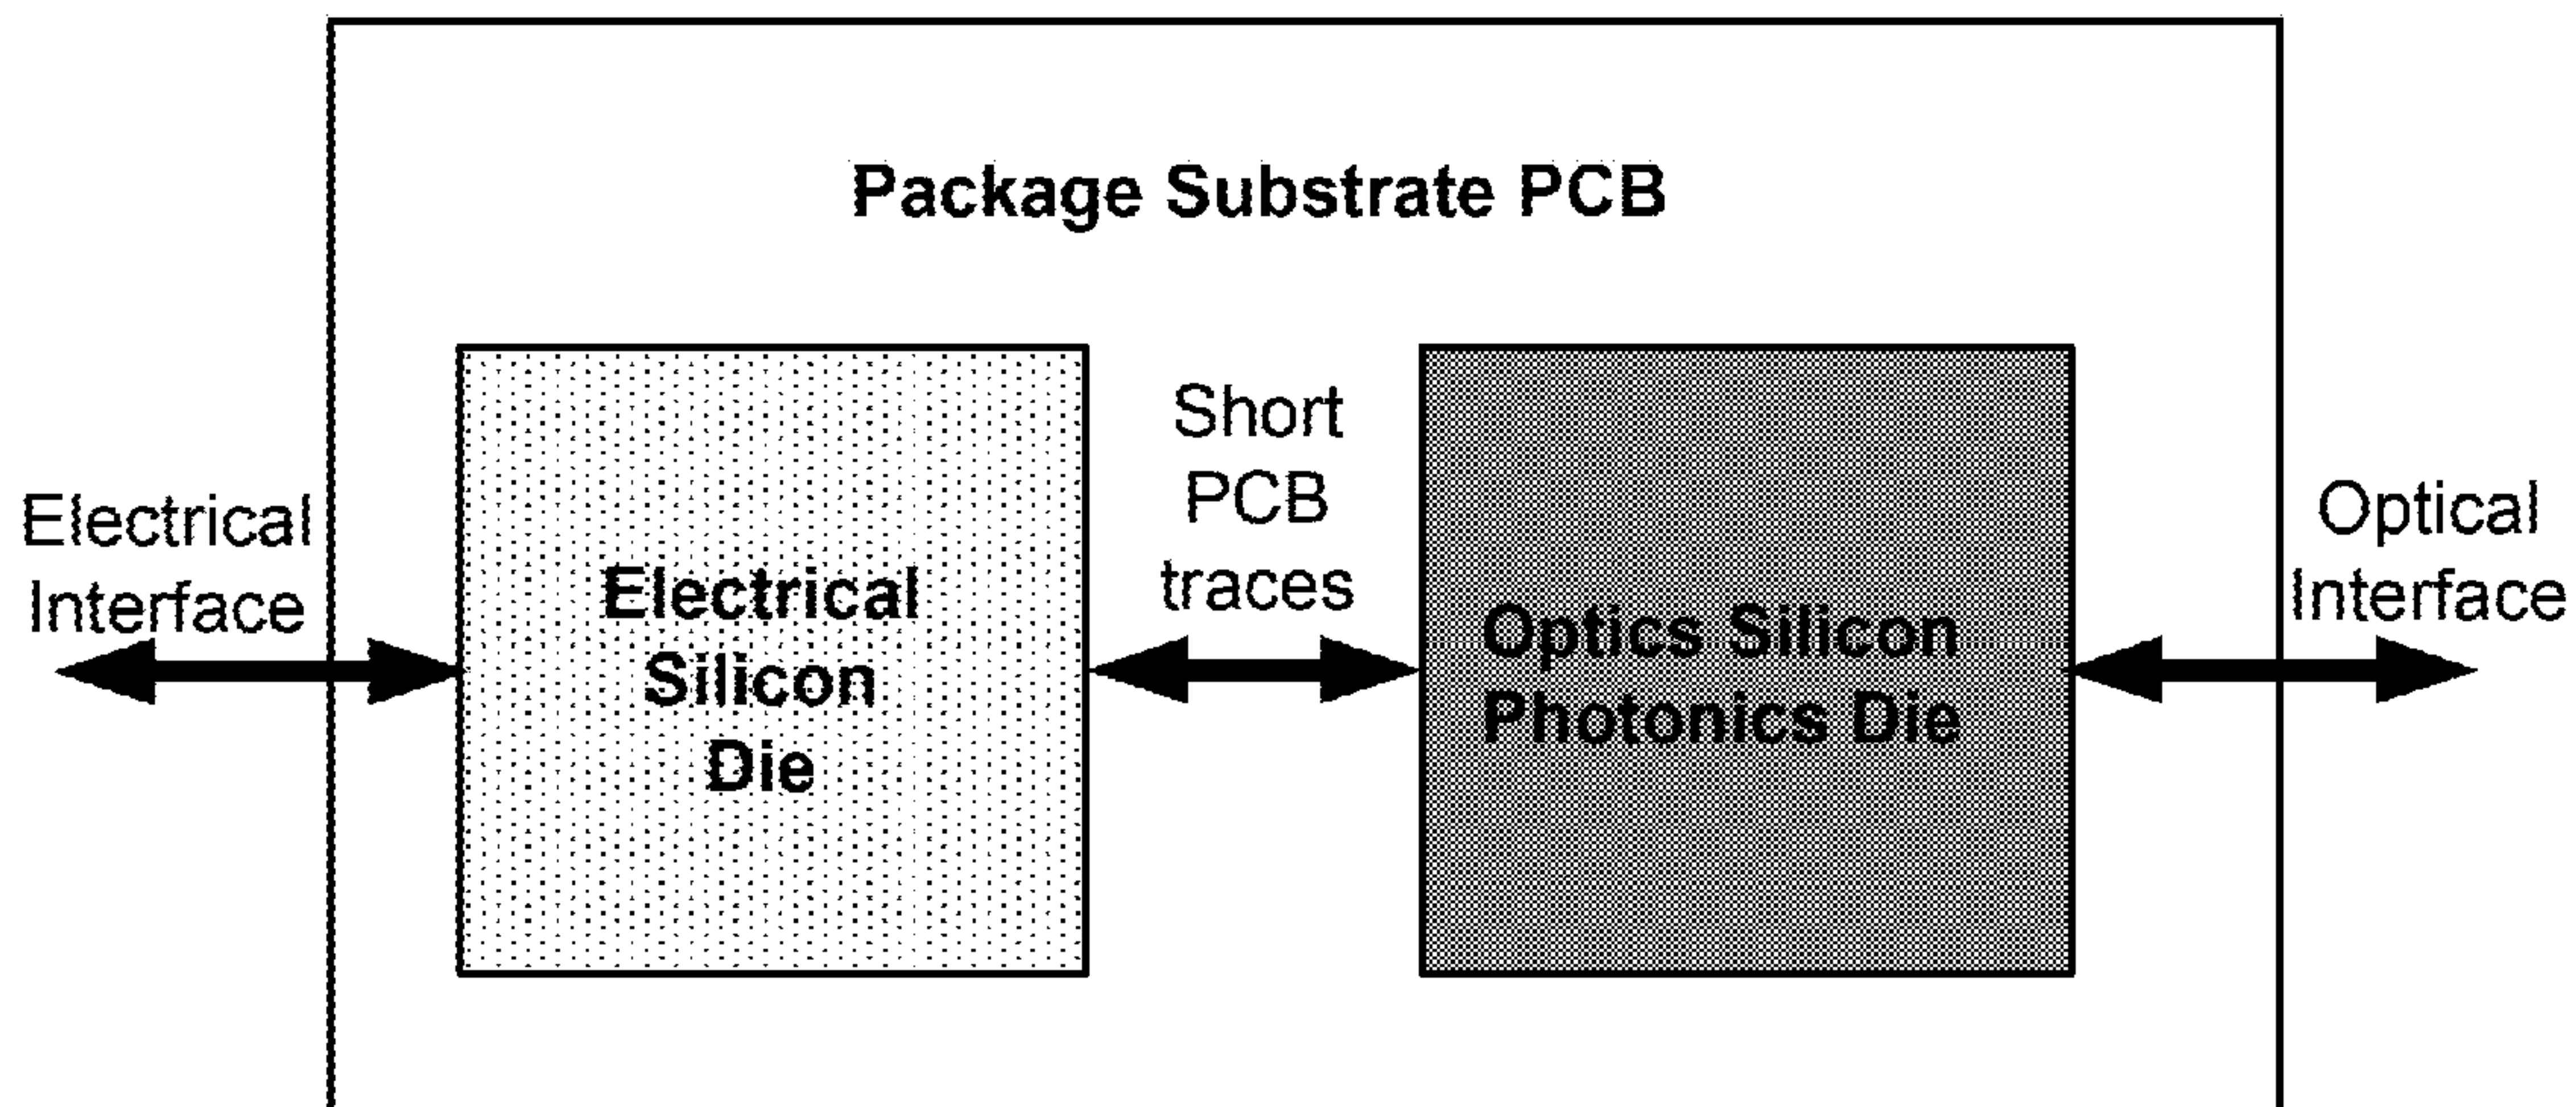 Package Substrate PCB
Electrical
Interface
Electrical
Silicon
Die
Short
PCB
traces
Optics Silicon
Photonics Die
Optical
Interface